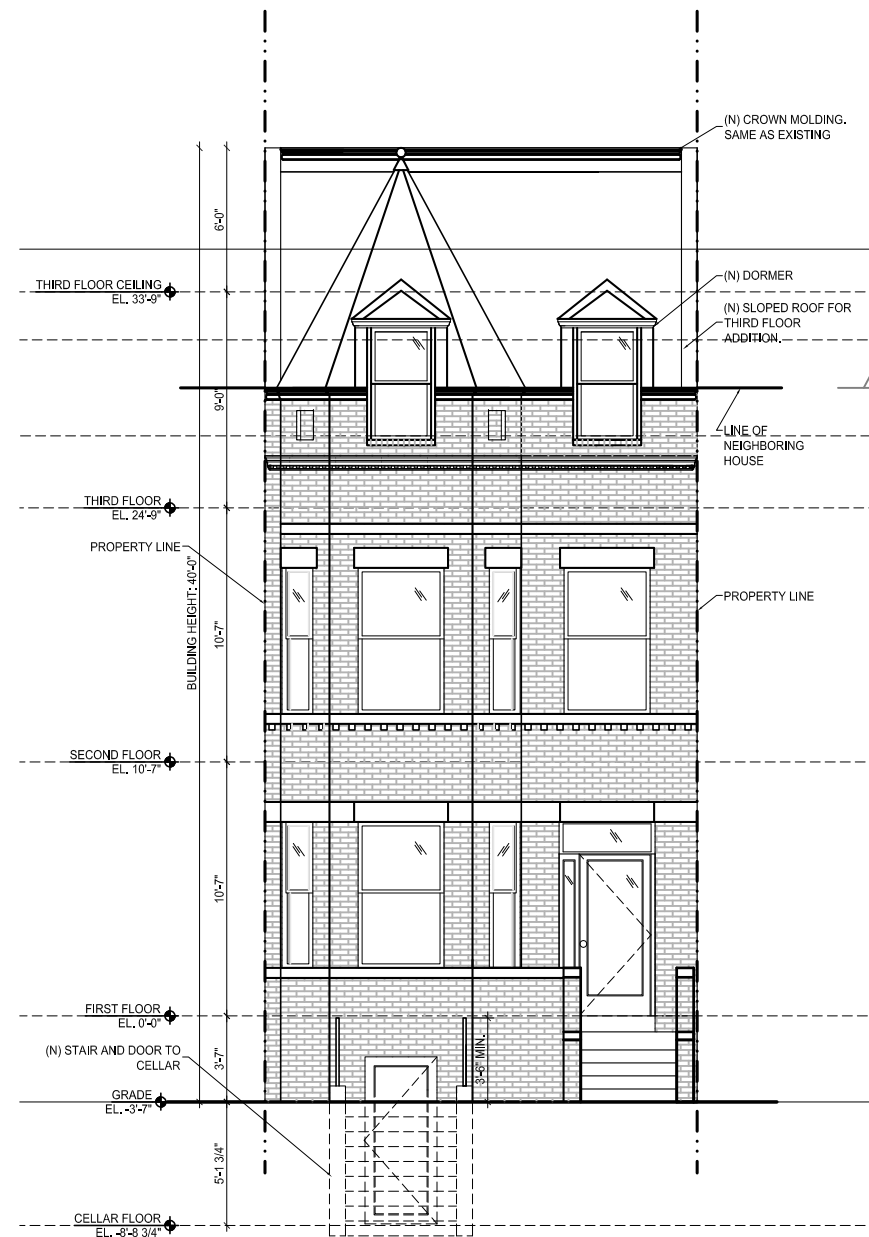 (N) CROWN MOLDING.
SAME AS EXISTING
6'-0"
THIRD FLOOR CEILING
EL. 33'-9"
(N) DORMER
(N) SLOPED ROOF FOR
THIRD FLOOR
ADDITION.
9'-0"
LINE OF
NEIGHBORING
HOUSE
THIRD FLOOR
EL. 24'-9"
PROPERTY LINE
PROPERTY LINE
BUILDING HEIGHT: 40'-0"
10'-7"
SECOND FLOOR
EL. 10'-7"
10'-7"
FIRST FLOOR
EL. 0'-0"
(N) STAIR AND DOOR TO
CELLAR
3'-7"
3'-6" MIN.
GRADE
EL. -3'-7"
5'-1 3/4"
CELLAR FLOOR
EL. -8'-8 3/4"